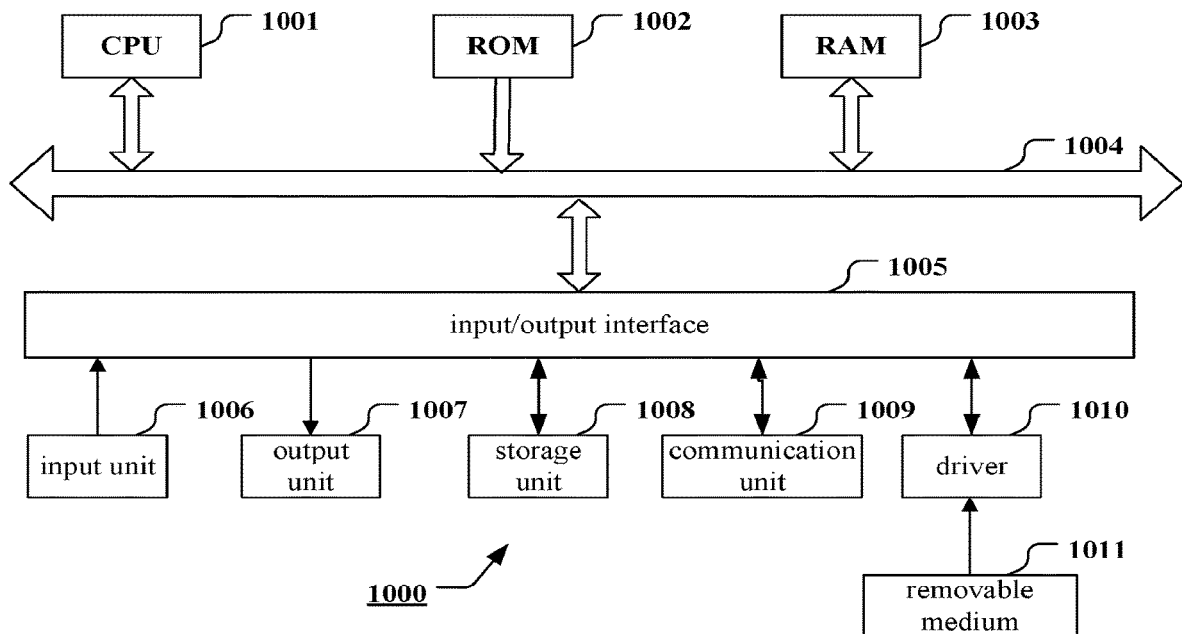 CPU 1001
ROM 1002
RAM 1003
1004
1005
input/output interface
1006
input unit
1007
output
unit
1008
storage
unit
1009
communication
unit
1010
driver
1011
removable
medium
1000